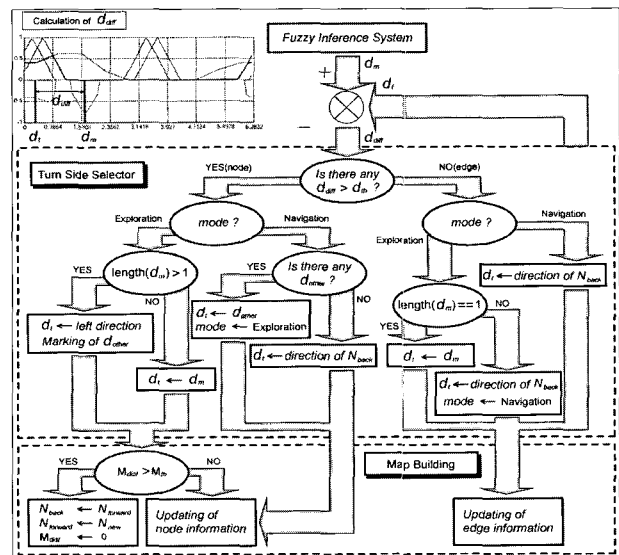 Calculation of d_diff
Fuzzy Inference System
d_m
d_t
+
−
d_diff
d_diff
d_t
d_m
Turn Side Selector
YES(node)
Is there any
d_diff > d_th ?
NO(edge)
Exploration
mode ?
Navigation
mode ?
Navigation
Exploration
YES
length(d_m) > 1
YES
Is there any
d_other ?
d_t ← direction of N_back
NO
NO
length(d_m)==1
NO
d_t ← left direction
Marking of d_other
d_t ← d_other
mode ← Exploration
YES
d_t ← d_m
d_t ← direction of N_back
d_t ← d_m
d_t ← direction of N_back
mode ← Navigation
YES
M_dist > M_th
NO
Map Building
N_back ← N_forward
N_forward ← N_new
M_dist ← 0
Updating of
node information
Updating of
edge information